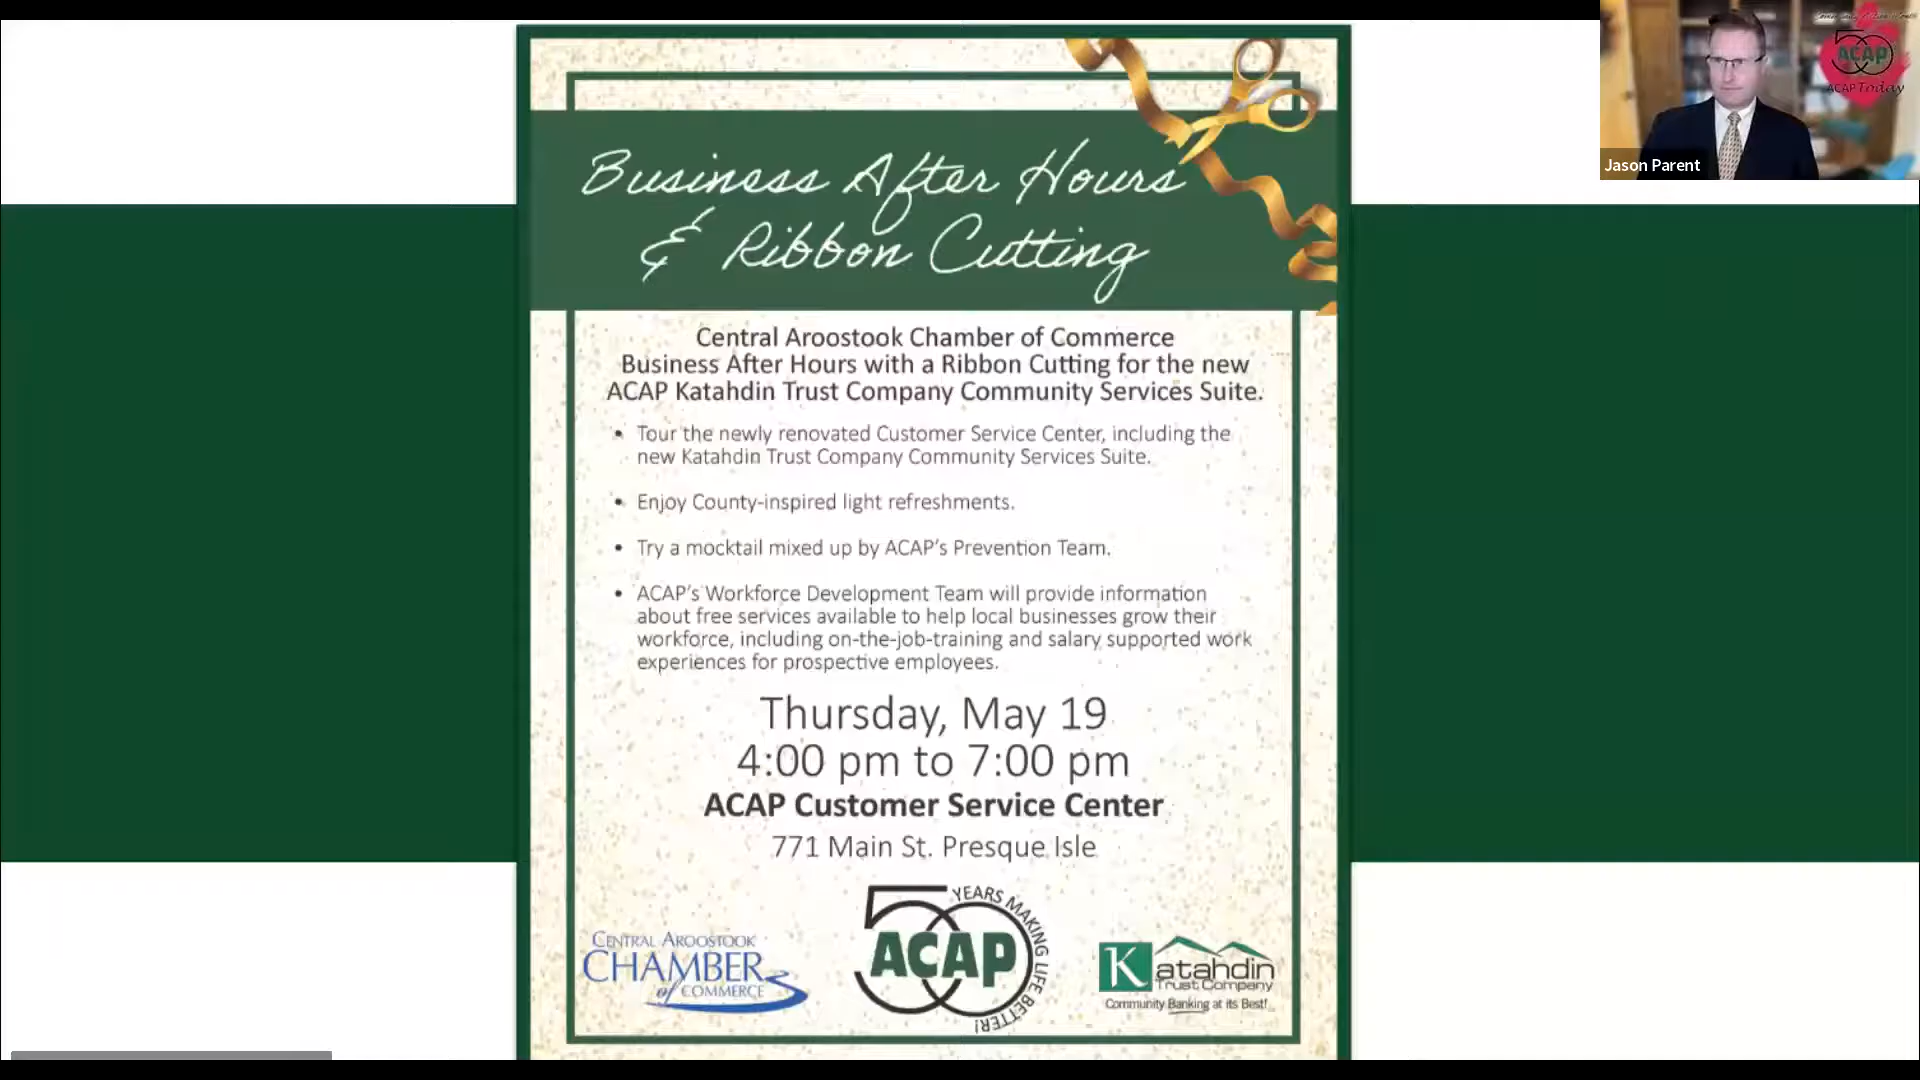 Business After Hours
& Ribbon Cutting
Central Aroostook Chamber of Commerce
Business After Hours with a Ribbon Cutting for the new
ACAP Katahdin Trust Company Community Services Suite.
• Tour the newly renovated Customer Service Center, including the
new Katahdin Trust Company Community Services Suite.
• Enjoy County-inspired light refreshments.
• Try a mocktail mixed up by ACAP's Prevention Team.
• ACAP's Workforce Development Team will provide information
about free services available to help local businesses grow their
workforce, including on-the-job-training and salary supported work
experiences for prospective employees.
Thursday, May 19
4:00 pm to 7:00 pm
ACAP Customer Service Center
771 Main St. Presque Isle
CENTRAL AROOSTOOK
CHAMBER
of COMMERCE
50 YEARS MAKING LIFE BETTER!
ACAP
Katahdin
Trust Company
Community Banking at its Best!
50
ACAP
ACAP Today
Jason Parent